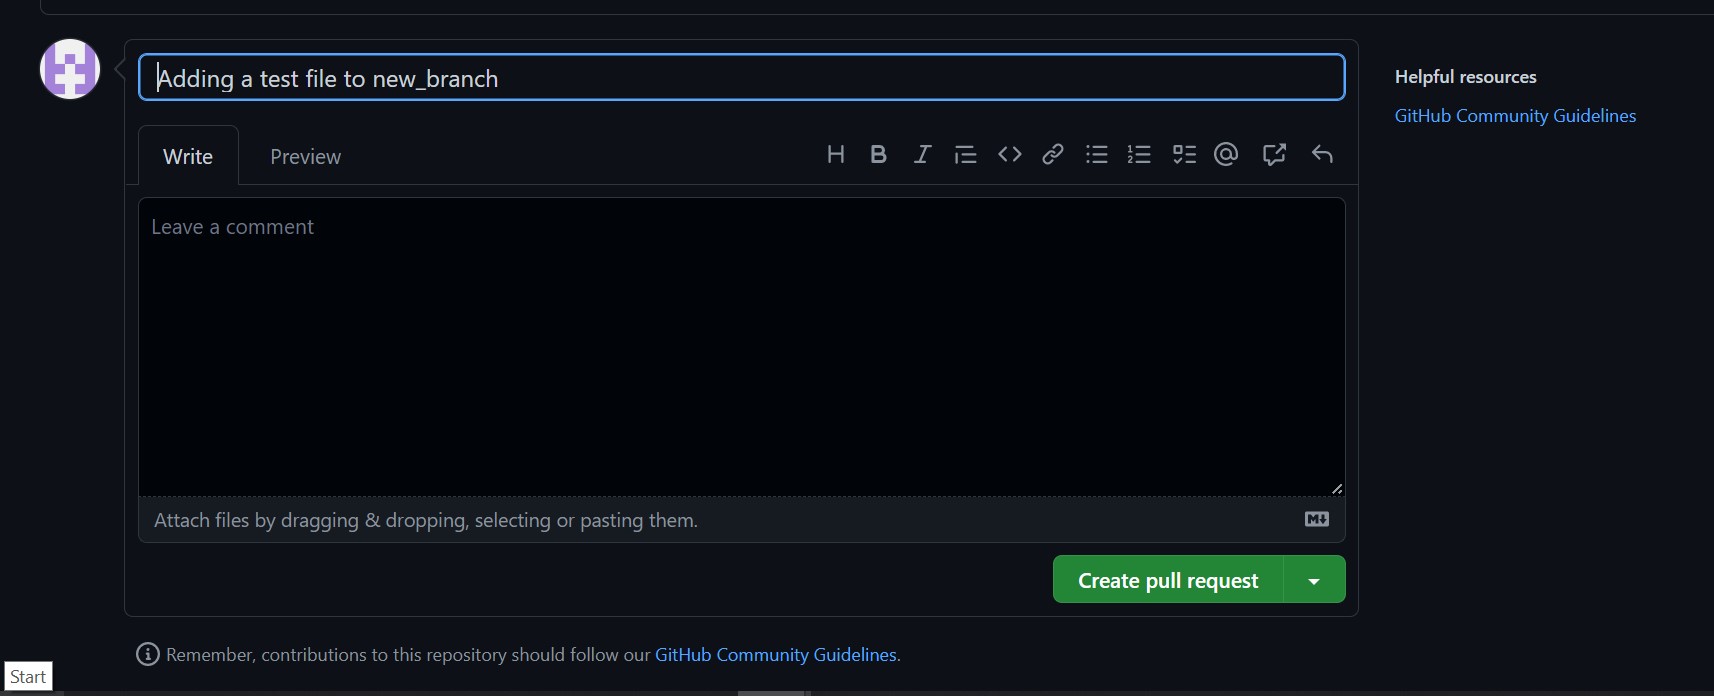 Adding a test file to new_branch
Helpful resources
GitHub Community Guidelines
Write
Preview
Leave a comment
Attach files by dragging & dropping, selecting or pasting them.
Create pull request
Remember, contributions to this repository should follow our GitHub Community Guidelines.
Start